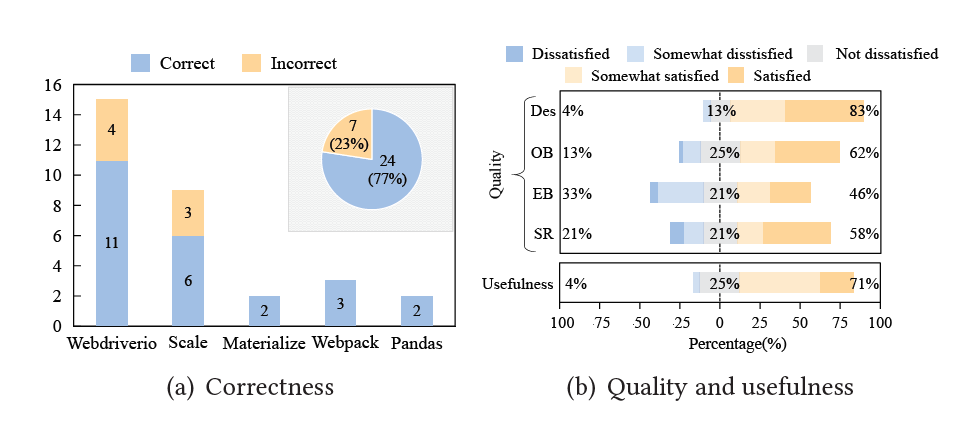 Correct Incorrect
16
14
12
10
8
6
4
2
0
4
11
3
6
2
3
2
7
(23%)
24
(77%)
Webdriverio Scale Materialize Webpack Pandas
(a) Correctness
Dissatisfied Somewhat disstisfied Not dissatisfied
Somewhat satisfied Satisfied
Quality
Des 4% 13% 83%
OB 13% 25% 62%
EB 33% 21% 46%
SR 21% 21% 58%
Usefulness 4% 25% 71%
100 75 50 25 0 25 50 75 100
Percentage(%)
(b) Quality and usefulness